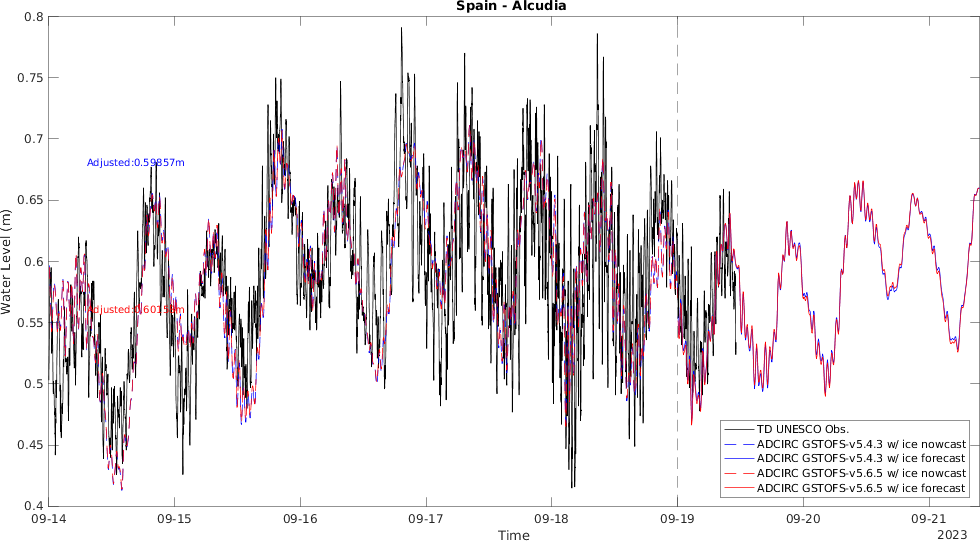 Spain - Alcudia
0.8
0.75
0.7
0.65
0.6
0.55
0.5
0.45
0.4
Water Level (m)
Adjusted:0.59857m
TD UNESCO Obs.
ADCIRC GSTOFS-v5.4.3 w/ ice nowcast
ADCIRC GSTOFS-v5.4.3 w/ ice forecast
ADCIRC GSTOFS-v5.6.5 w/ ice nowcast
ADCIRC GSTOFS-v5.6.5 w/ ice forecast
09-14 09-15 09-16 09-17 09-18 09-19 09-20 09-21
Time
2023